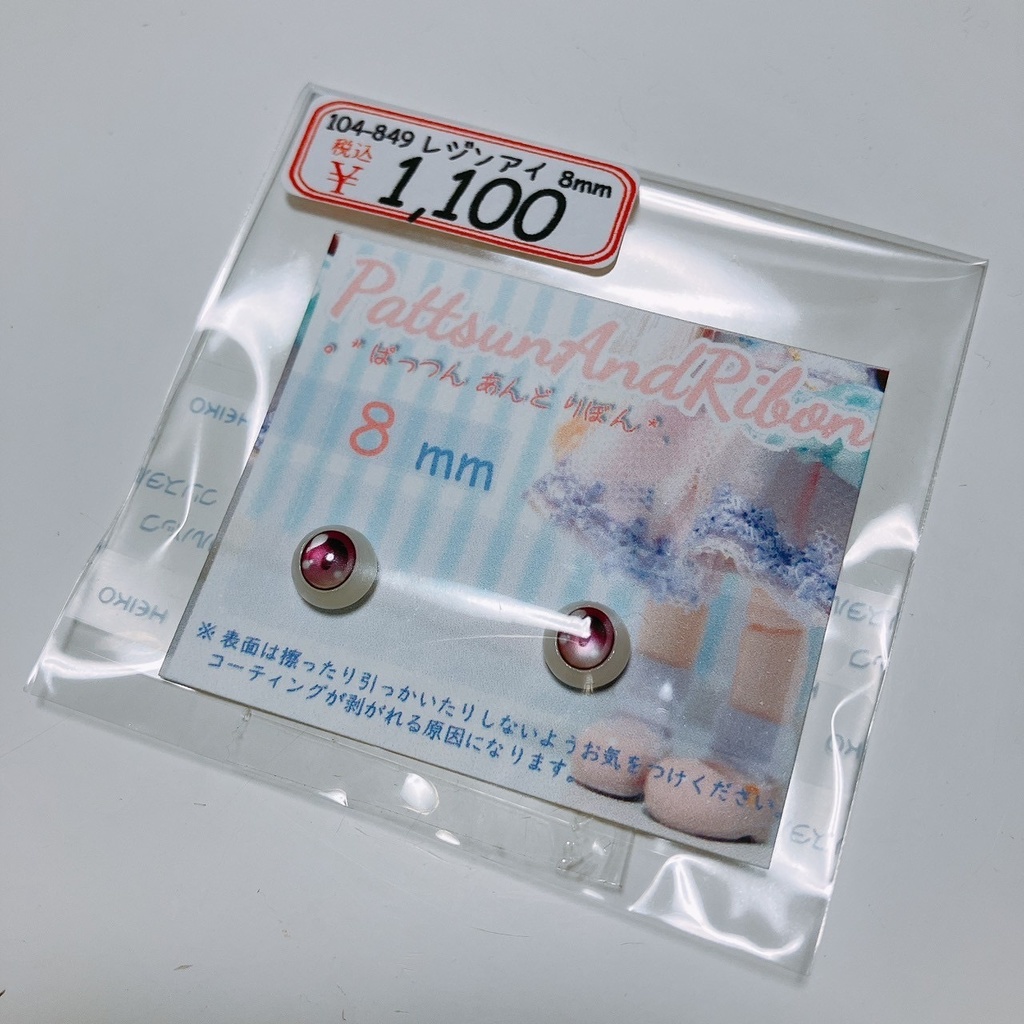 104-849 レジンアイ 8mm
税込
¥1,100
PattsunAndRibon
。*ぱっつん あんど りぼん*
8 mm
※表面は擦ったり引っかいたりしないようお気をつけください。
コーティングが剥がれる原因になります。
HEIKO
HEIKO